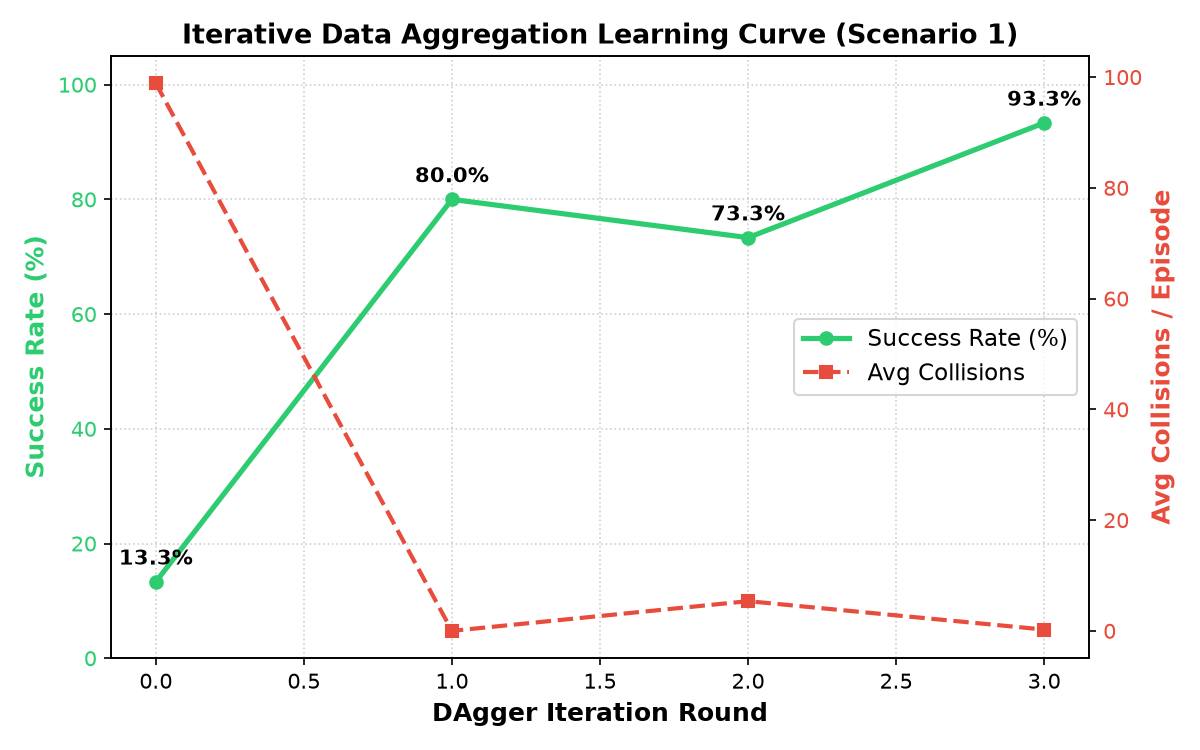 Iterative Data Aggregation Learning Curve (Scenario 1)
Success Rate (%)
100
80
60
40
20
0
13.3%
80.0%
73.3%
93.3%
Success Rate (%)
Avg Collisions
100
80
60
40
20
0
Avg Collisions / Episode
0.0 0.5 1.0 1.5 2.0 2.5 3.0
DAgger Iteration Round